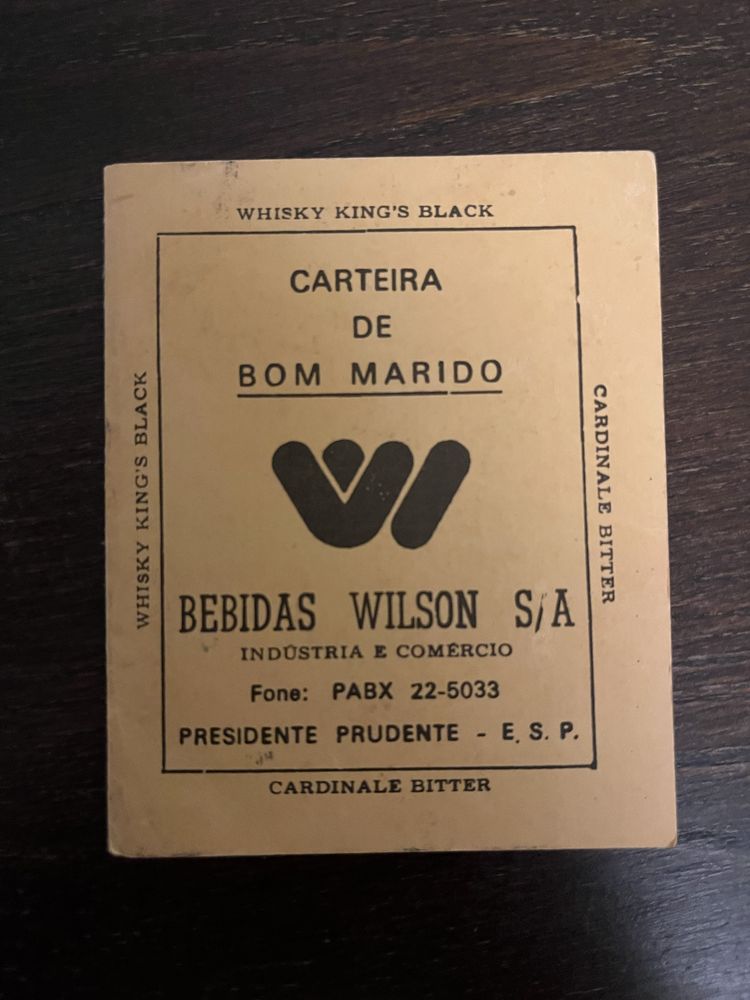 WHISKY KING'S BLACK
CARTEIRA
DE
BOM MARIDO
WHISKY KING'S BLACK
CARDINALE BITTER
BEBIDAS WILSON S/A
INDÚSTRIA E COMÉRCIO
Fone: PABX 22-5033
PRESIDENTE PRUDENTE - E. S. P.
CARDINALE BITTER